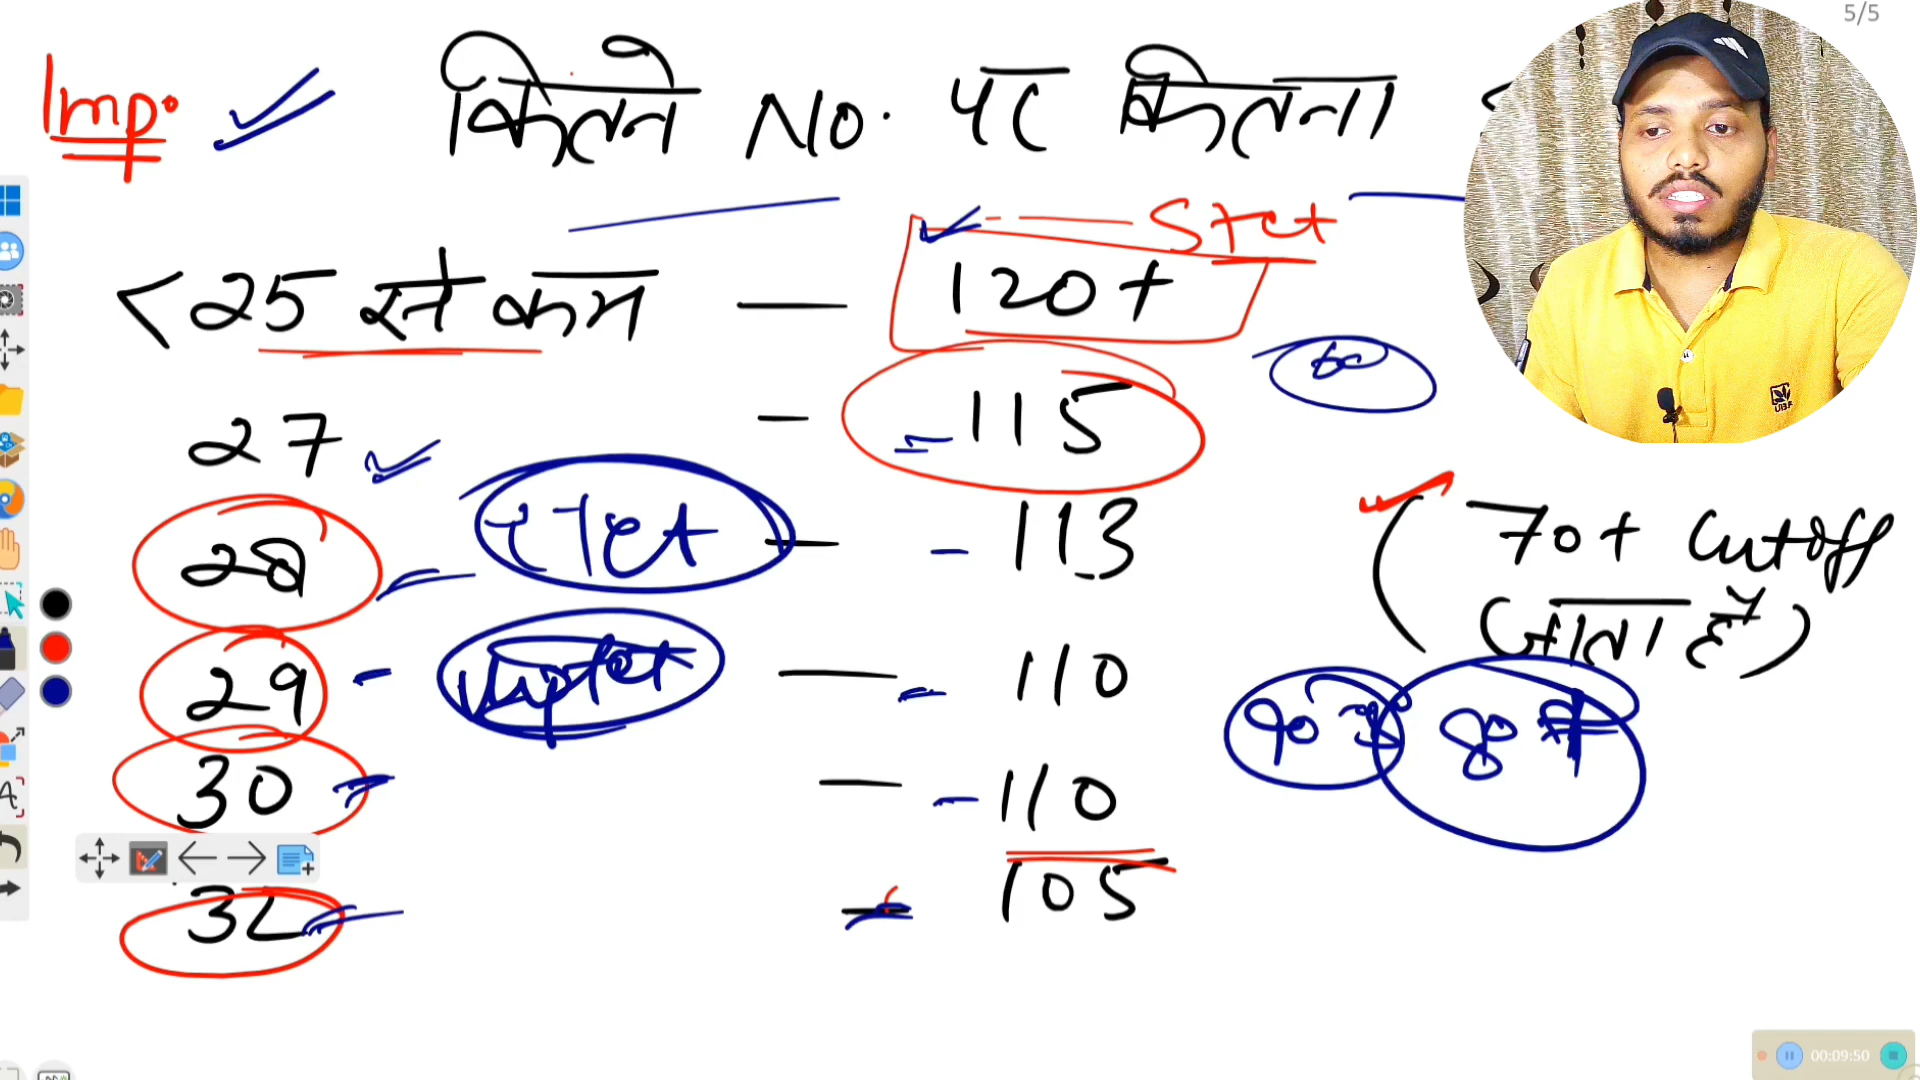 5/5
Imp. कितने No. पर कितना
Stet
<25 से कम — 120+
60
27 — 115
28 — Stet — 113
70+ Cutoff
जाता है)
29 - uptet — 110
90 80 में
30 — 110
32 — 105
00:09:50